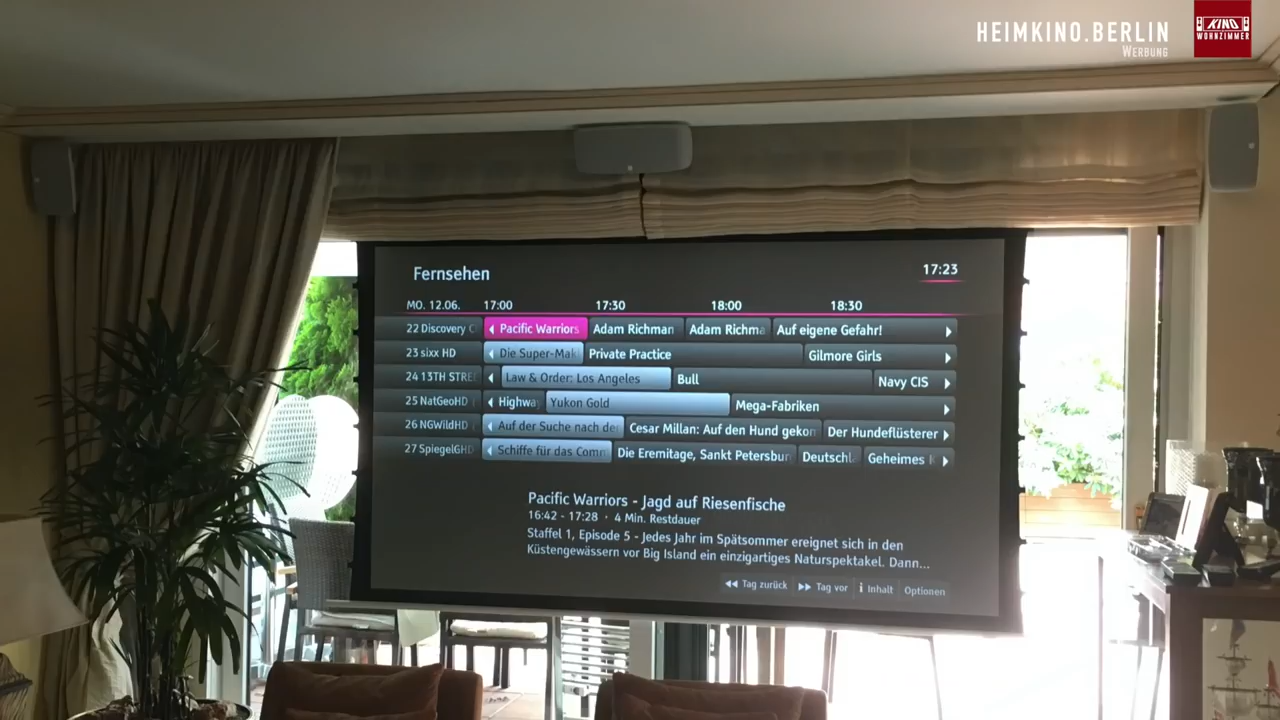 HEIMKINO.BERLIN
Werbung
KINO
WOHNZIMMER
Fernsehen
17:23
MO. 12.06. 17:00 17:30 18:00 18:30
22 Discovery C Pacific Warriors Adam Richman Adam Richma Auf eigene Gefahr!
23 sixx HD Die Super-Mak Private Practice Gilmore Girls
24 13TH STRE Law & Order: Los Angeles Bull Navy CIS
25 NatGeoHD Highwa Yukon Gold Mega-Fabriken
26 NGWildHD Auf der Suche nach der Cesar Millan: Auf den Hund gekom Der Hundeflüsterer
27 SpiegelGHD Schiffe für das Comm Die Eremitage, Sankt Petersbur Deutschl Geheimes K
Pacific Warriors - Jagd auf Riesenfische
16:42 - 17:28 · 4 Min. Restdauer
Staffel 1, Episode 5 - Jedes Jahr im Spätsommer ereignet sich in den
Küstengewässern vor Big Island ein einzigartiges Naturspektakel. Dann...
Tag zurück Tag vor i Inhalt Optionen